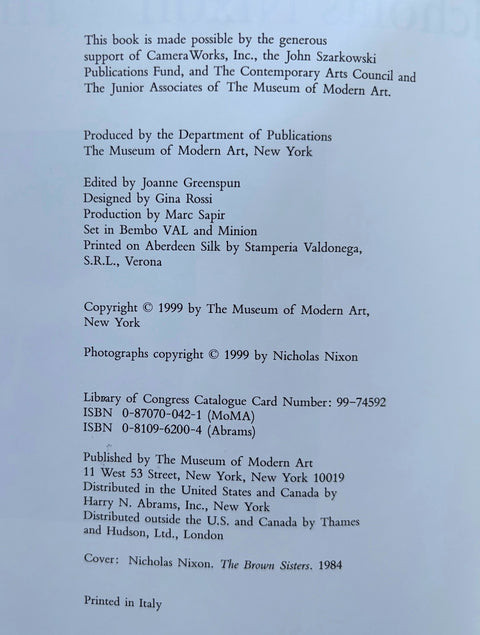 This book is made possible by the generous
support of CameraWorks, Inc., the John Szarkowski
Publications Fund, and The Contemporary Arts Council and
The Junior Associates of The Museum of Modern Art.
Produced by the Department of Publications
The Museum of Modern Art, New York
Edited by Joanne Greenspun
Designed by Gina Rossi
Production by Marc Sapir
Set in Bembo VAL and Minion
Printed on Aberdeen Silk by Stamperia Valdonega,
S.R.L., Verona
Copyright © 1999 by The Museum of Modern Art,
New York
Photographs copyright © 1999 by Nicholas Nixon
Library of Congress Catalogue Card Number: 99–74592
ISBN 0-87070-042-1 (MoMA)
ISBN 0-8109-6200-4 (Abrams)
Published by The Museum of Modern Art
11 West 53 Street, New York, New York 10019
Distributed in the United States and Canada by
Harry N. Abrams, Inc., New York
Distributed outside the U.S. and Canada by Thames
and Hudson, Ltd., London
Cover: Nicholas Nixon. The Brown Sisters. 1984
Printed in Italy